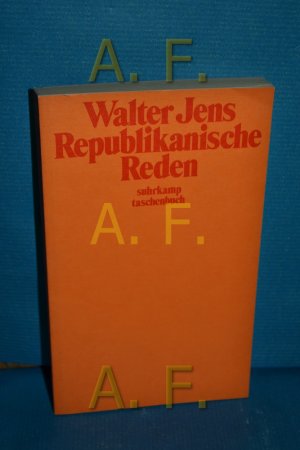 A. F.
Walter Jens
Republikanische
Reden
suhrkamp
taschenbuch
A. F.
A. F.